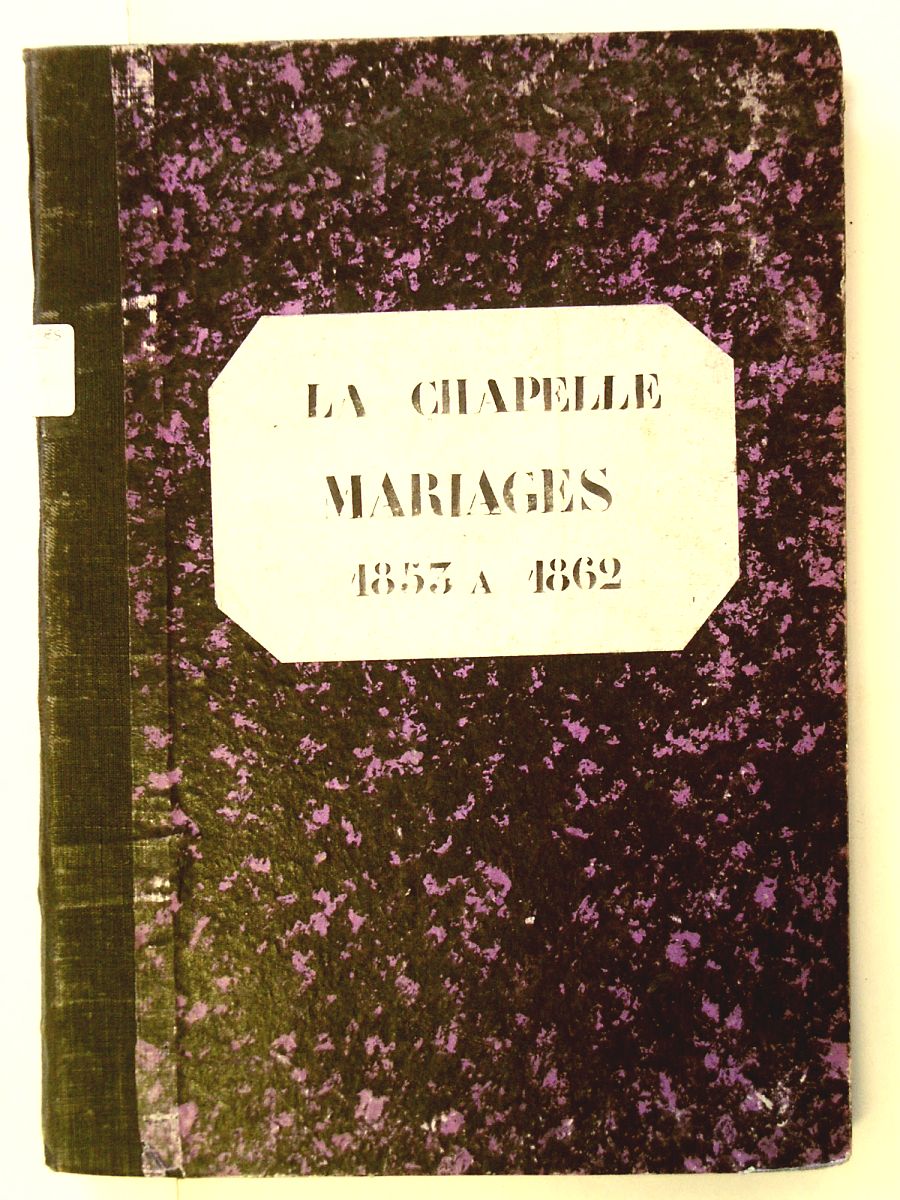 LA CHAPELLE
MARIAGES
1853 A 1862